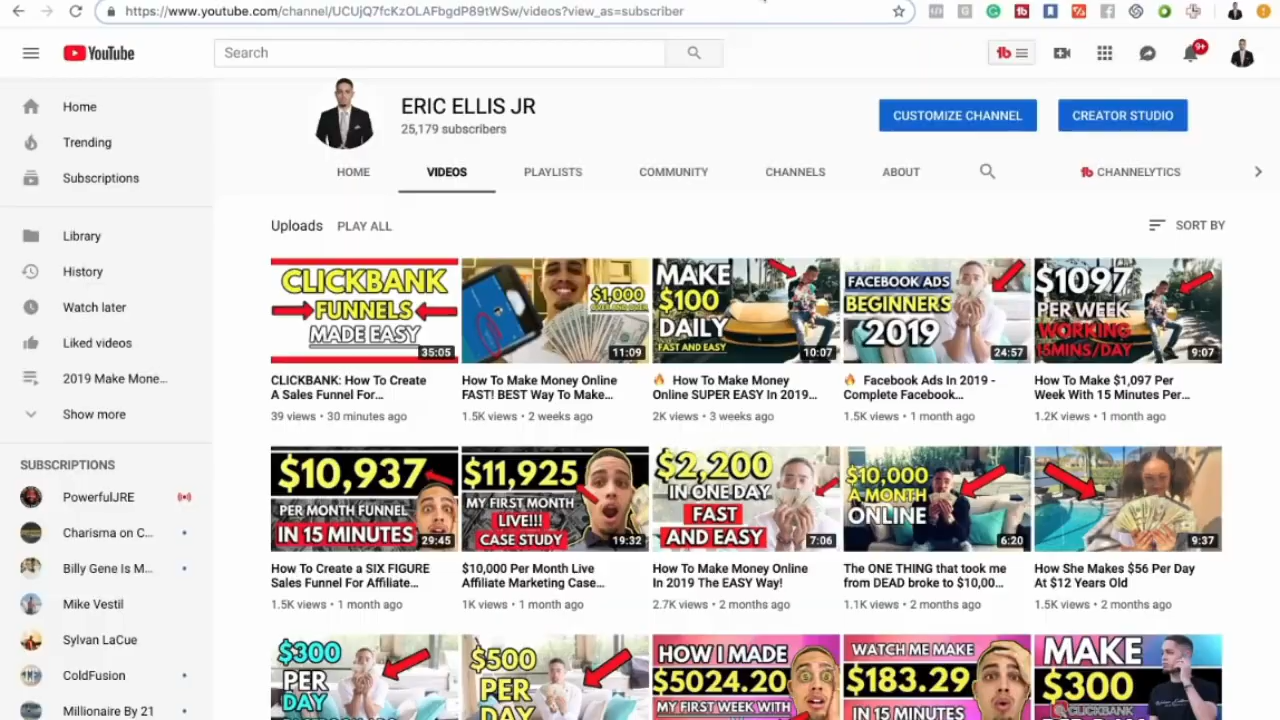 https://www.youtube.com/channel/UCUjQ7fcKzOLAFbgdP89tWSw/videos?view_as=subscriber
YouTube
Search
9+
ERIC ELLIS JR
25,179 subscribers
CUSTOMIZE CHANNEL
CREATOR STUDIO
HOME
VIDEOS
PLAYLISTS
COMMUNITY
CHANNELS
ABOUT
CHANNELYTICS
Home
Trending
Subscriptions
Library
History
Watch later
Liked videos
2019 Make Mone...
Show more
SUBSCRIPTIONS
PowerfulJRE
Charisma on C...
Billy Gene Is M...
Mike Vestil
Sylvan LaCue
ColdFusion
Millionaire By 21
Uploads PLAY ALL
SORT BY
CLICKBANK
FUNNELS
MADE EASY
35:05
CLICKBANK: How To Create
A Sales Funnel For...
39 views • 30 minutes ago
$1,000
11:09
How To Make Money Online
FAST! BEST Way To Make...
1.5K views • 2 weeks ago
MAKE
$100
DAILY
FAST AND EASY
10:07
How To Make Money
Online SUPER EASY In 2019...
2K views • 3 weeks ago
FACEBOOK ADS
BEGINNERS
2019
24:57
Facebook Ads In 2019 -
Complete Facebook...
1.5K views • 1 month ago
$1097
PER WEEK
WORKING
15MINS/DAY
9:07
How To Make $1,097 Per
Week With 15 Minutes Per...
1.2K views • 1 month ago
$10,937
PER MONTH FUNNEL
IN 15 MINUTES
29:45
How To Create a SIX FIGURE
Sales Funnel For Affiliate...
1.5K views • 1 month ago
$11,925
MY FIRST MONTH
LIVE!!!
CASE STUDY
19:32
$10,000 Per Month Live
Affiliate Marketing Case...
1K views • 1 month ago
$2,200
IN ONE DAY
FAST
AND EASY
7:06
How To Make Money Online
In 2019 The EASY Way!
2.7K views • 2 months ago
$10,000
A MONTH
ONLINE
6:20
The ONE THING that took me
from DEAD broke to $10,00...
1.1K views • 2 months ago
9:37
How She Makes $56 Per Day
At $12 Years Old
1.5K views • 2 months ago
$300
PER
DAY
$500
PER
DAY
HOW I MADE
$5024.20
MY FIRST WEEK WITH
WATCH ME MAKE
$183.29
IN 15 MINUTES
MAKE
$300
CLICKBANK